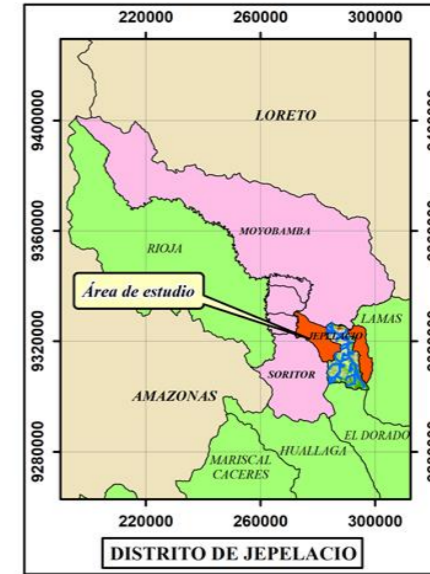 220000 260000 300000
9400000
LORETO
9360000
MOYOBAMBA
RIOJA
Área de estudio
LAMAS
JEPELACIO
9320000
SORITOR
AMAZONAS
EL DORADO
HUALLAGA
9280000
MARISCAL
CACERES
220000 260000 300000
DISTRITO DE JEPELACIO